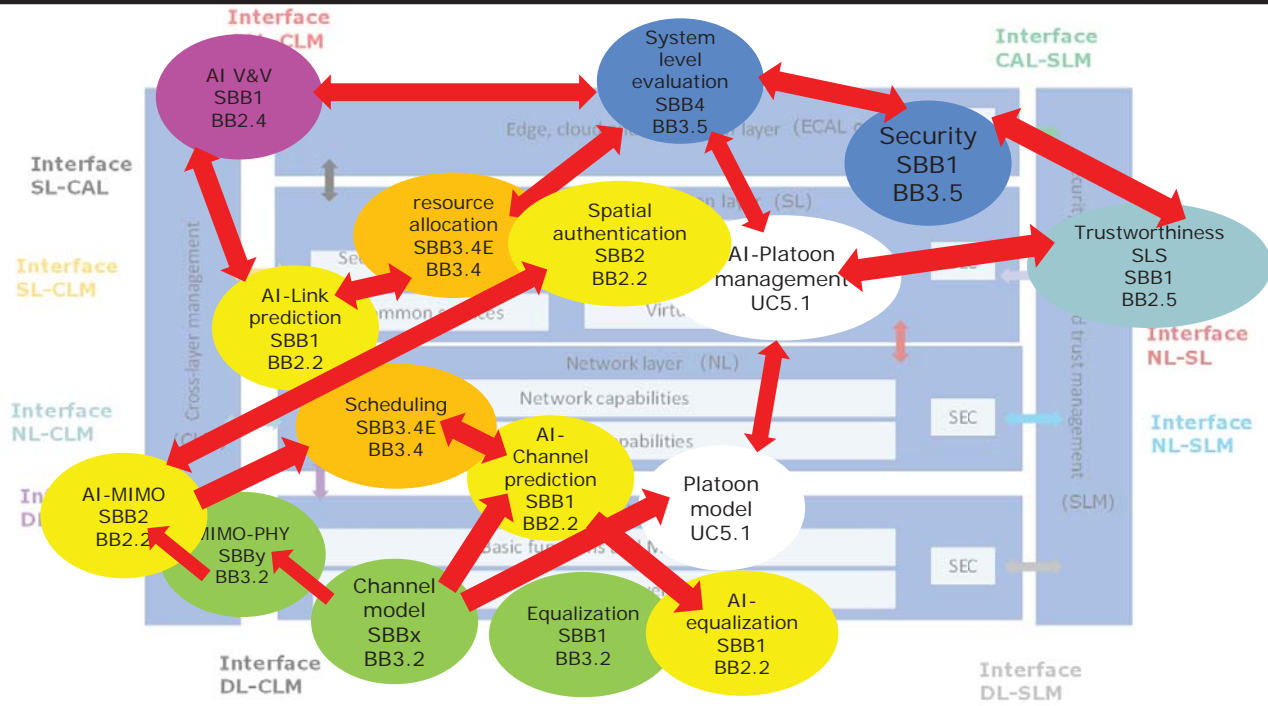 Interface
CLM
AI V&V
SBB1
BB2.4
System
level
evaluation
SBB4
BB3.5
Interface
CAL-SLM
Edge, cloud
layer (ECAL
Security
SBB1
BB3.5
Interface
SL-CAL
resource
allocation
SBB3.4E
BB3.4
Spatial
authentication
SBB2
BB2.2
layer (SL)
AI-Platoon
management
UC5.1
Trustworthiness
SLS
SBB1
BB2.5
Interface
SL-CLM
Cross-layer management
AI-Link
prediction
SBB1
BB2.2
trust management
(SLM)
Interface
NL-SL
Network layer (NL)
Network capabilities
SEC
Interface
NL-CLM
Scheduling
SBB3.4E
BB3.4
AI-
Channel
prediction
SBB1
BB2.2
Interface
NL-SLM
AI-MIMO
SBB2
BB2.2
MIMO-PHY
SBBy
BB3.2
Platoon
model
UC5.1
SEC
Channel
model
SBBx
BB3.2
Equalization
SBB1
BB3.2
AI-
equalization
SBB1
BB2.2
Interface
DL-CLM
Interface
DL-SLM